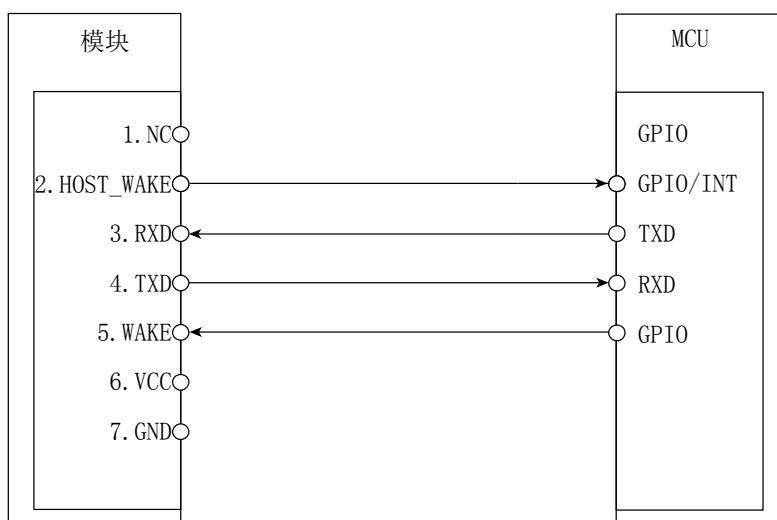 模块
MCU
1.NC
GPIO
2.HOST_WAKE
GPIO/INT
3.RXD
TXD
4.TXD
RXD
5.WAKE
GPIO
6.VCC
7.GND